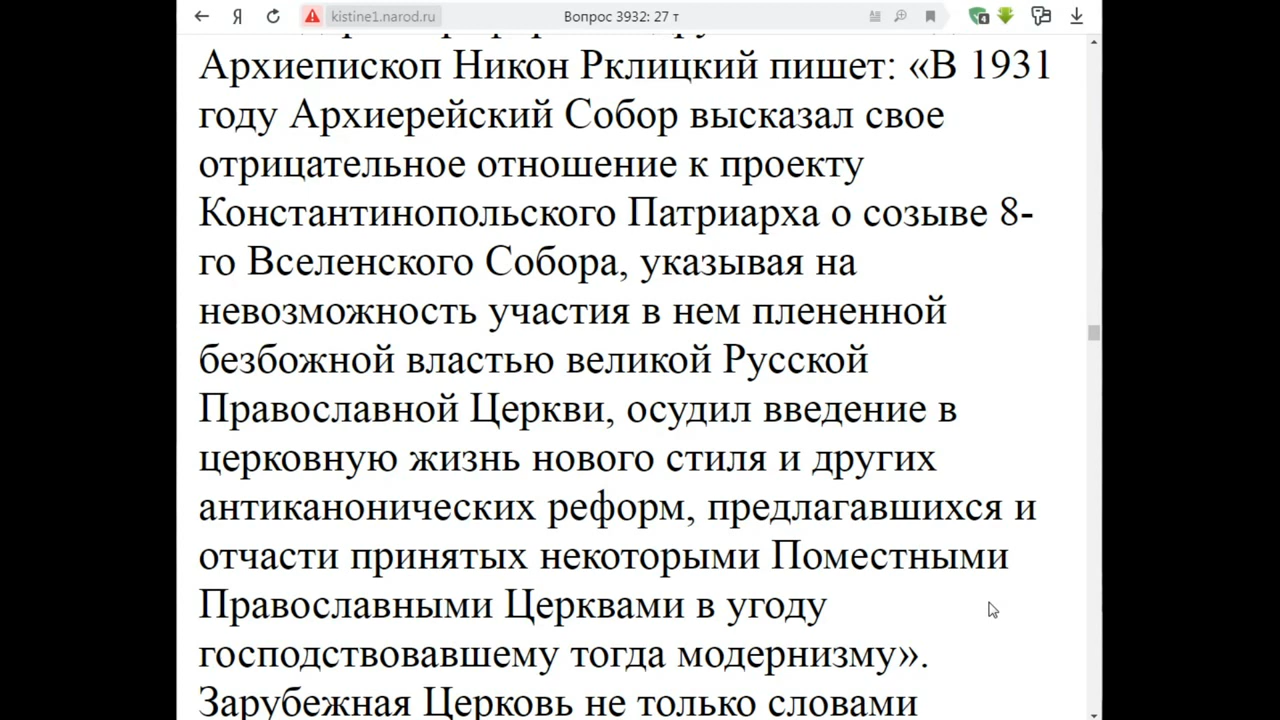 Я kistine1.narod.ru Вопрос 3932: 27 т 4
Архиепископ Никон Рклицкий пишет: «В 1931
году Архиерейский Собор высказал свое
отрицательное отношение к проекту
Константинопольского Патриарха о созыве 8-
го Вселенского Собора, указывая на
невозможность участия в нем плененной
безбожной властью великой Русской
Православной Церкви, осудил введение в
церковную жизнь нового стиля и других
антиканонических реформ, предлагавшихся и
отчасти принятых некоторыми Поместными
Православными Церквами в угоду
господствовавшему тогда модернизму».
Зарубежная Церковь не только словами